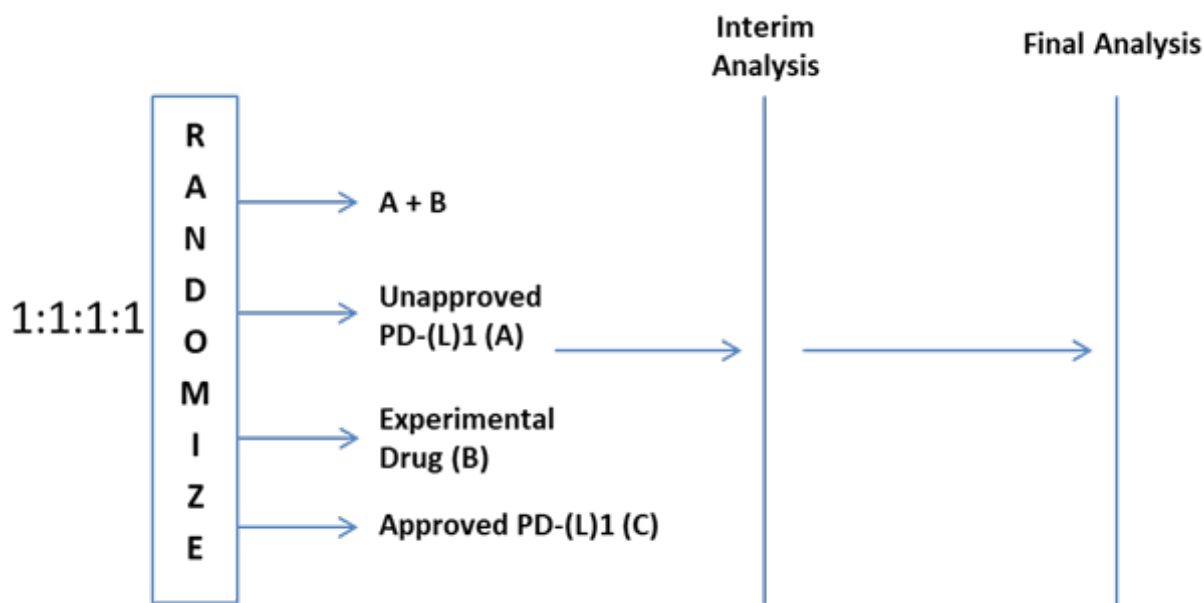 Interim
Analysis
Final Analysis
1:1:1:1
R
A
N
D
O
M
I
Z
E
A + B
Unapproved
PD-(L)1 (A)
Experimental
Drug (B)
Approved PD-(L)1 (C)